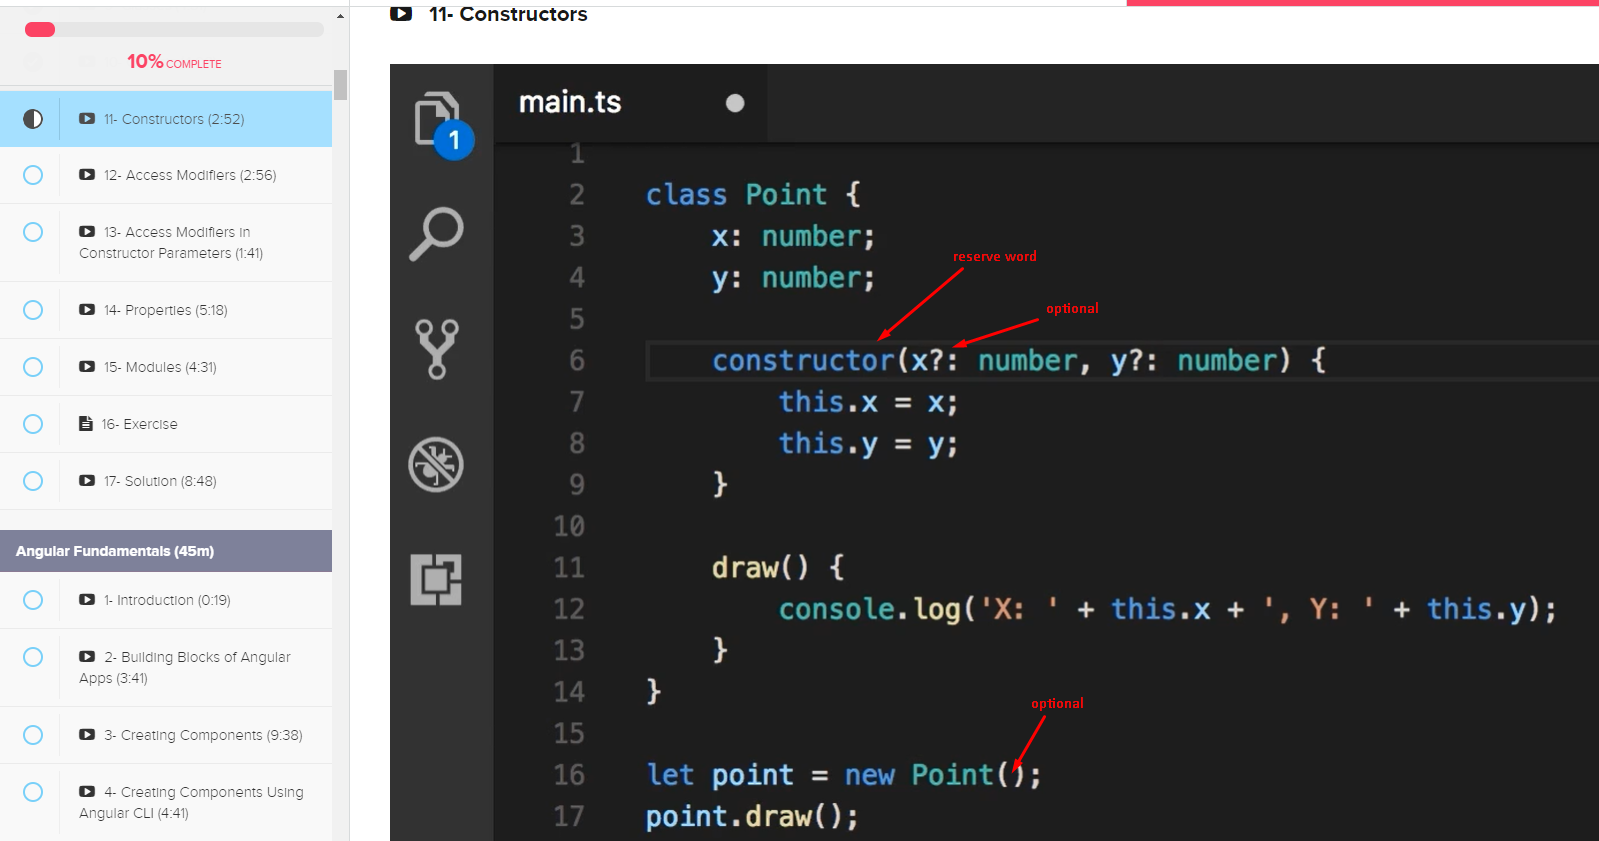 10% COMPLETE
11- Constructors (2:52)
12- Access Modifiers (2:56)
13- Access Modifiers in
Constructor Parameters (1:41)
14- Properties (5:18)
15- Modules (4:31)
16- Exercise
17- Solution (8:48)
Angular Fundamentals (45m)
1- Introduction (0:19)
2- Building Blocks of Angular
Apps (3:41)
3- Creating Components (9:38)
4- Creating Components Using
Angular CLI (4:41)
11- Constructors
1
main.ts
1
2 class Point {
3 x: number;
reserve word
4 y: number;
optional
5
6 constructor(x?: number, y?: number) {
7 this.x = x;
8 this.y = y;
9 }
10
11 draw() {
12 console.log('X: ' + this.x + ', Y: ' + this.y);
13 }
14 }
optional
15
16 let point = new Point();
17 point.draw();